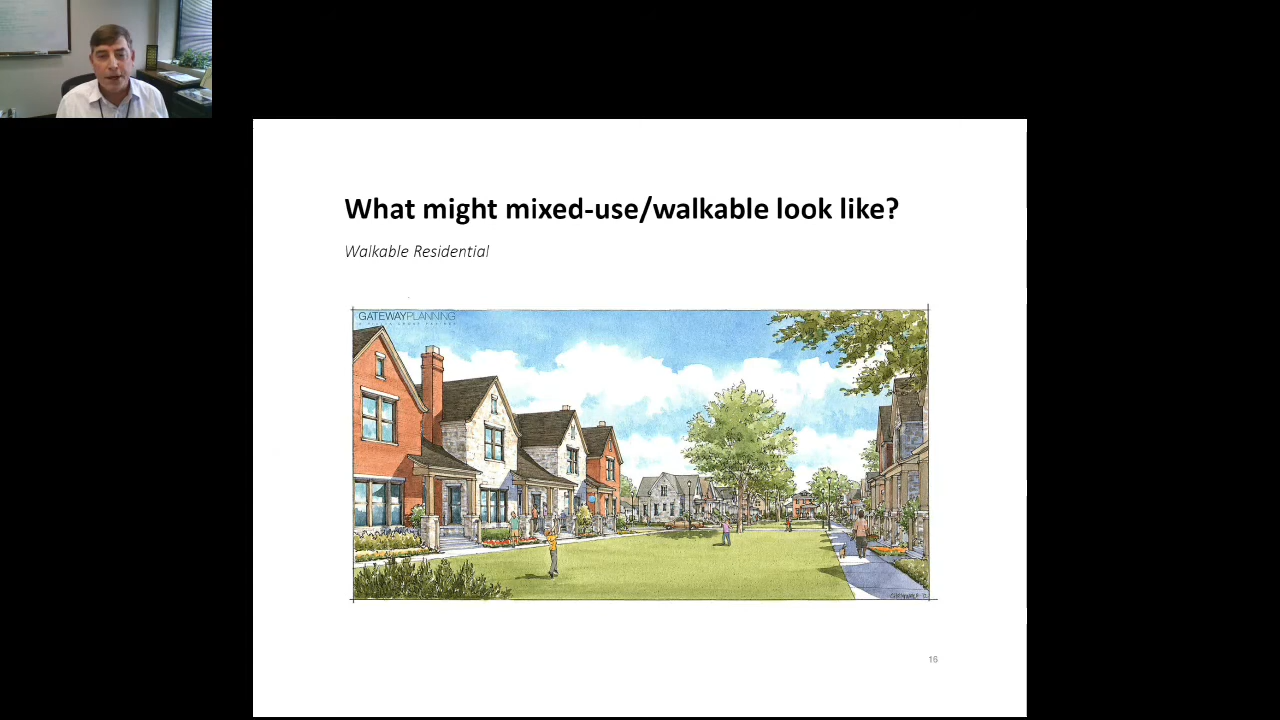 What might mixed-use/walkable look like?
Walkable Residential
GATEWAYPLANNING
16